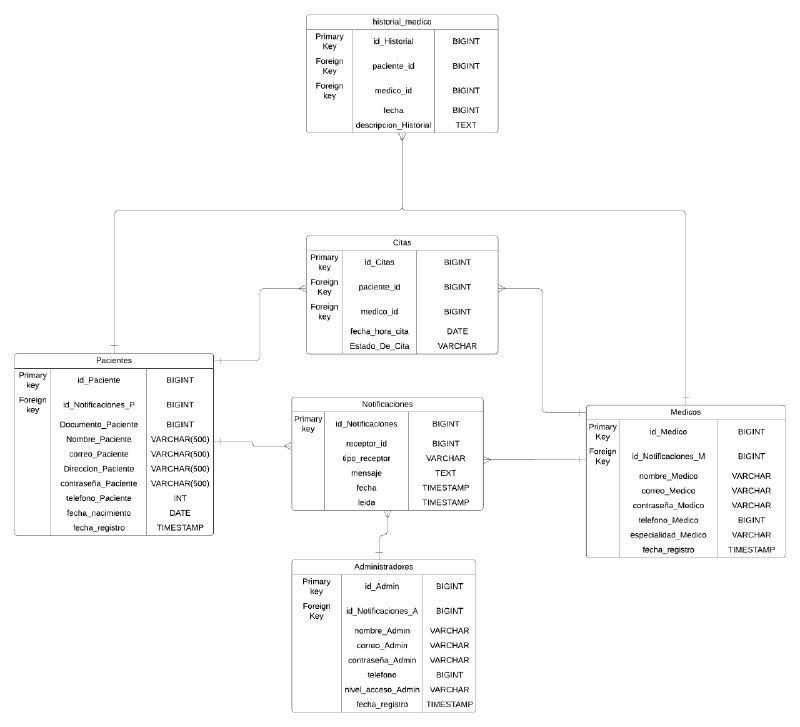 historial_medico
Primary Key id_Historial BIGINT
Foreign Key paciente_id BIGINT
Foreign key medico_id BIGINT
fecha BIGINT
descripcion_Historial TEXT
Citas
Primary key id_Citas BIGINT
Foreign Key paciente_id BIGINT
Foreign key medico_id BIGINT
fecha_hora_cita DATE
Estado_De_Cita VARCHAR
Pacientes
Primary key id_Paciente BIGINT
Foreign key id_Notificaciones_P BIGINT
Documento_Paciente BIGINT
Nombre_Paciente VARCHAR(500)
correo_Paciente VARCHAR(500)
Direccion_Paciente VARCHAR(500)
contraseña_Paciente VARCHAR(500)
telefono_Paciente INT
fecha_nacimiento DATE
fecha_registro TIMESTAMP
Notificaciones
Primary key id_Notificaciones BIGINT
receptor_id BIGINT
tipo_receptor VARCHAR
mensaje TEXT
fecha TIMESTAMP
leida TIMESTAMP
Medicos
Primary Key id_Medico BIGINT
Foreign Key id_Notificaciones_M BIGINT
nombre_Medico VARCHAR
correo_Medico VARCHAR
contraseña_Medico VARCHAR
telefono_Medico BIGINT
especialidad_Medico VARCHAR
fecha_registro TIMESTAMP
Administradores
Primary key id_Admin BIGINT
Foreign Key id_Notificaciones_A BIGINT
nombre_Admin VARCHAR
correo_Admin VARCHAR
contraseña_Admin VARCHAR
telefono BIGINT
nivel_acceso_Admin VARCHAR
fecha_registro TIMESTAMP